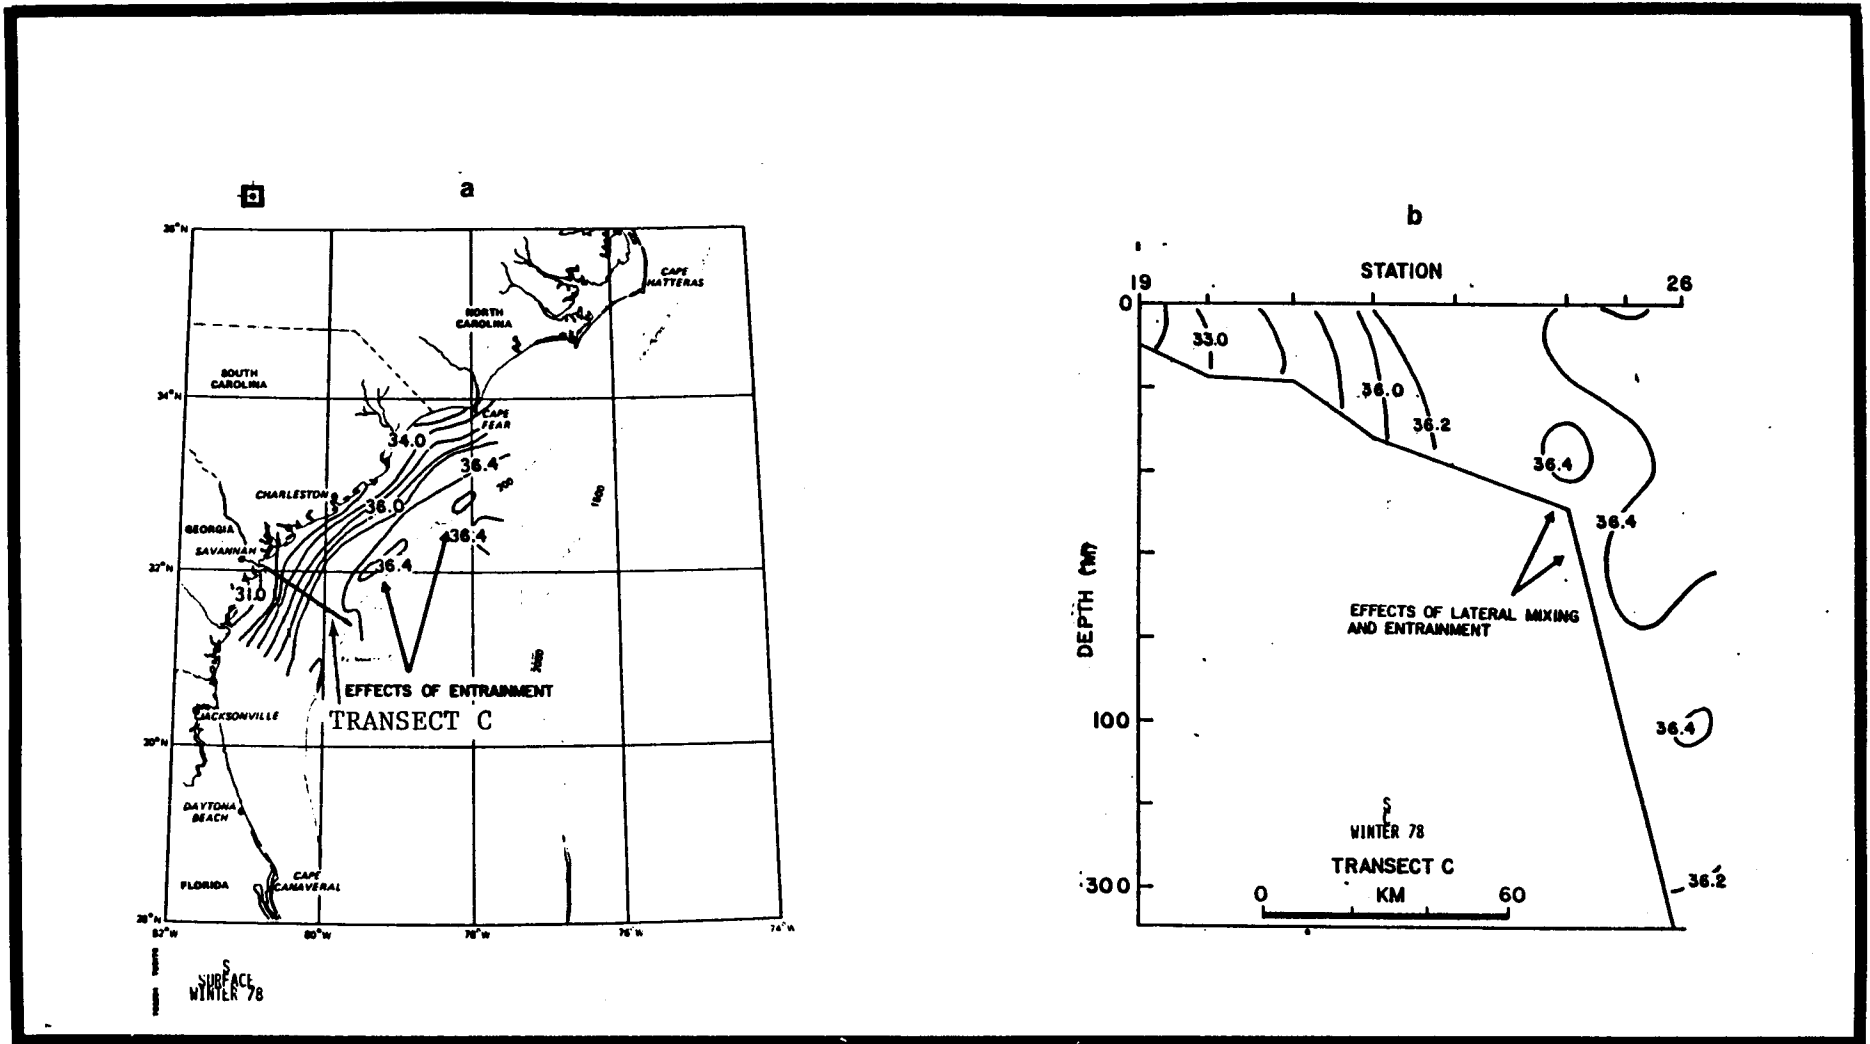 a
36°N
CAPE
HATTERAS
NORTH
CAROLINA
SOUTH
CAROLINA
34°N
CAPE
FEAR
34.0
36.4
200
1000
CHARLESTON
36.0
GEORGIA
SAVANNAH
36.4
32°N
36.4
31.0
EFFECTS OF ENTRAINMENT
TRANSECT C
JACKSONVILLE
30°N
DAYTONA
BEACH
FLORIDA
CAPE
CANAVERAL
28°N
82°W
80°W
78°W
76°W
74°W
S
SURFACE
WINTER 78
b
STATION
19
26
0
33.0
36.0
36.2
36.4
36.4
DEPTH (M)
EFFECTS OF LATERAL MIXING
AND ENTRAINMENT
100
36.4
S
WINTER 78
TRANSECT C
300
36.2
0
KM
60